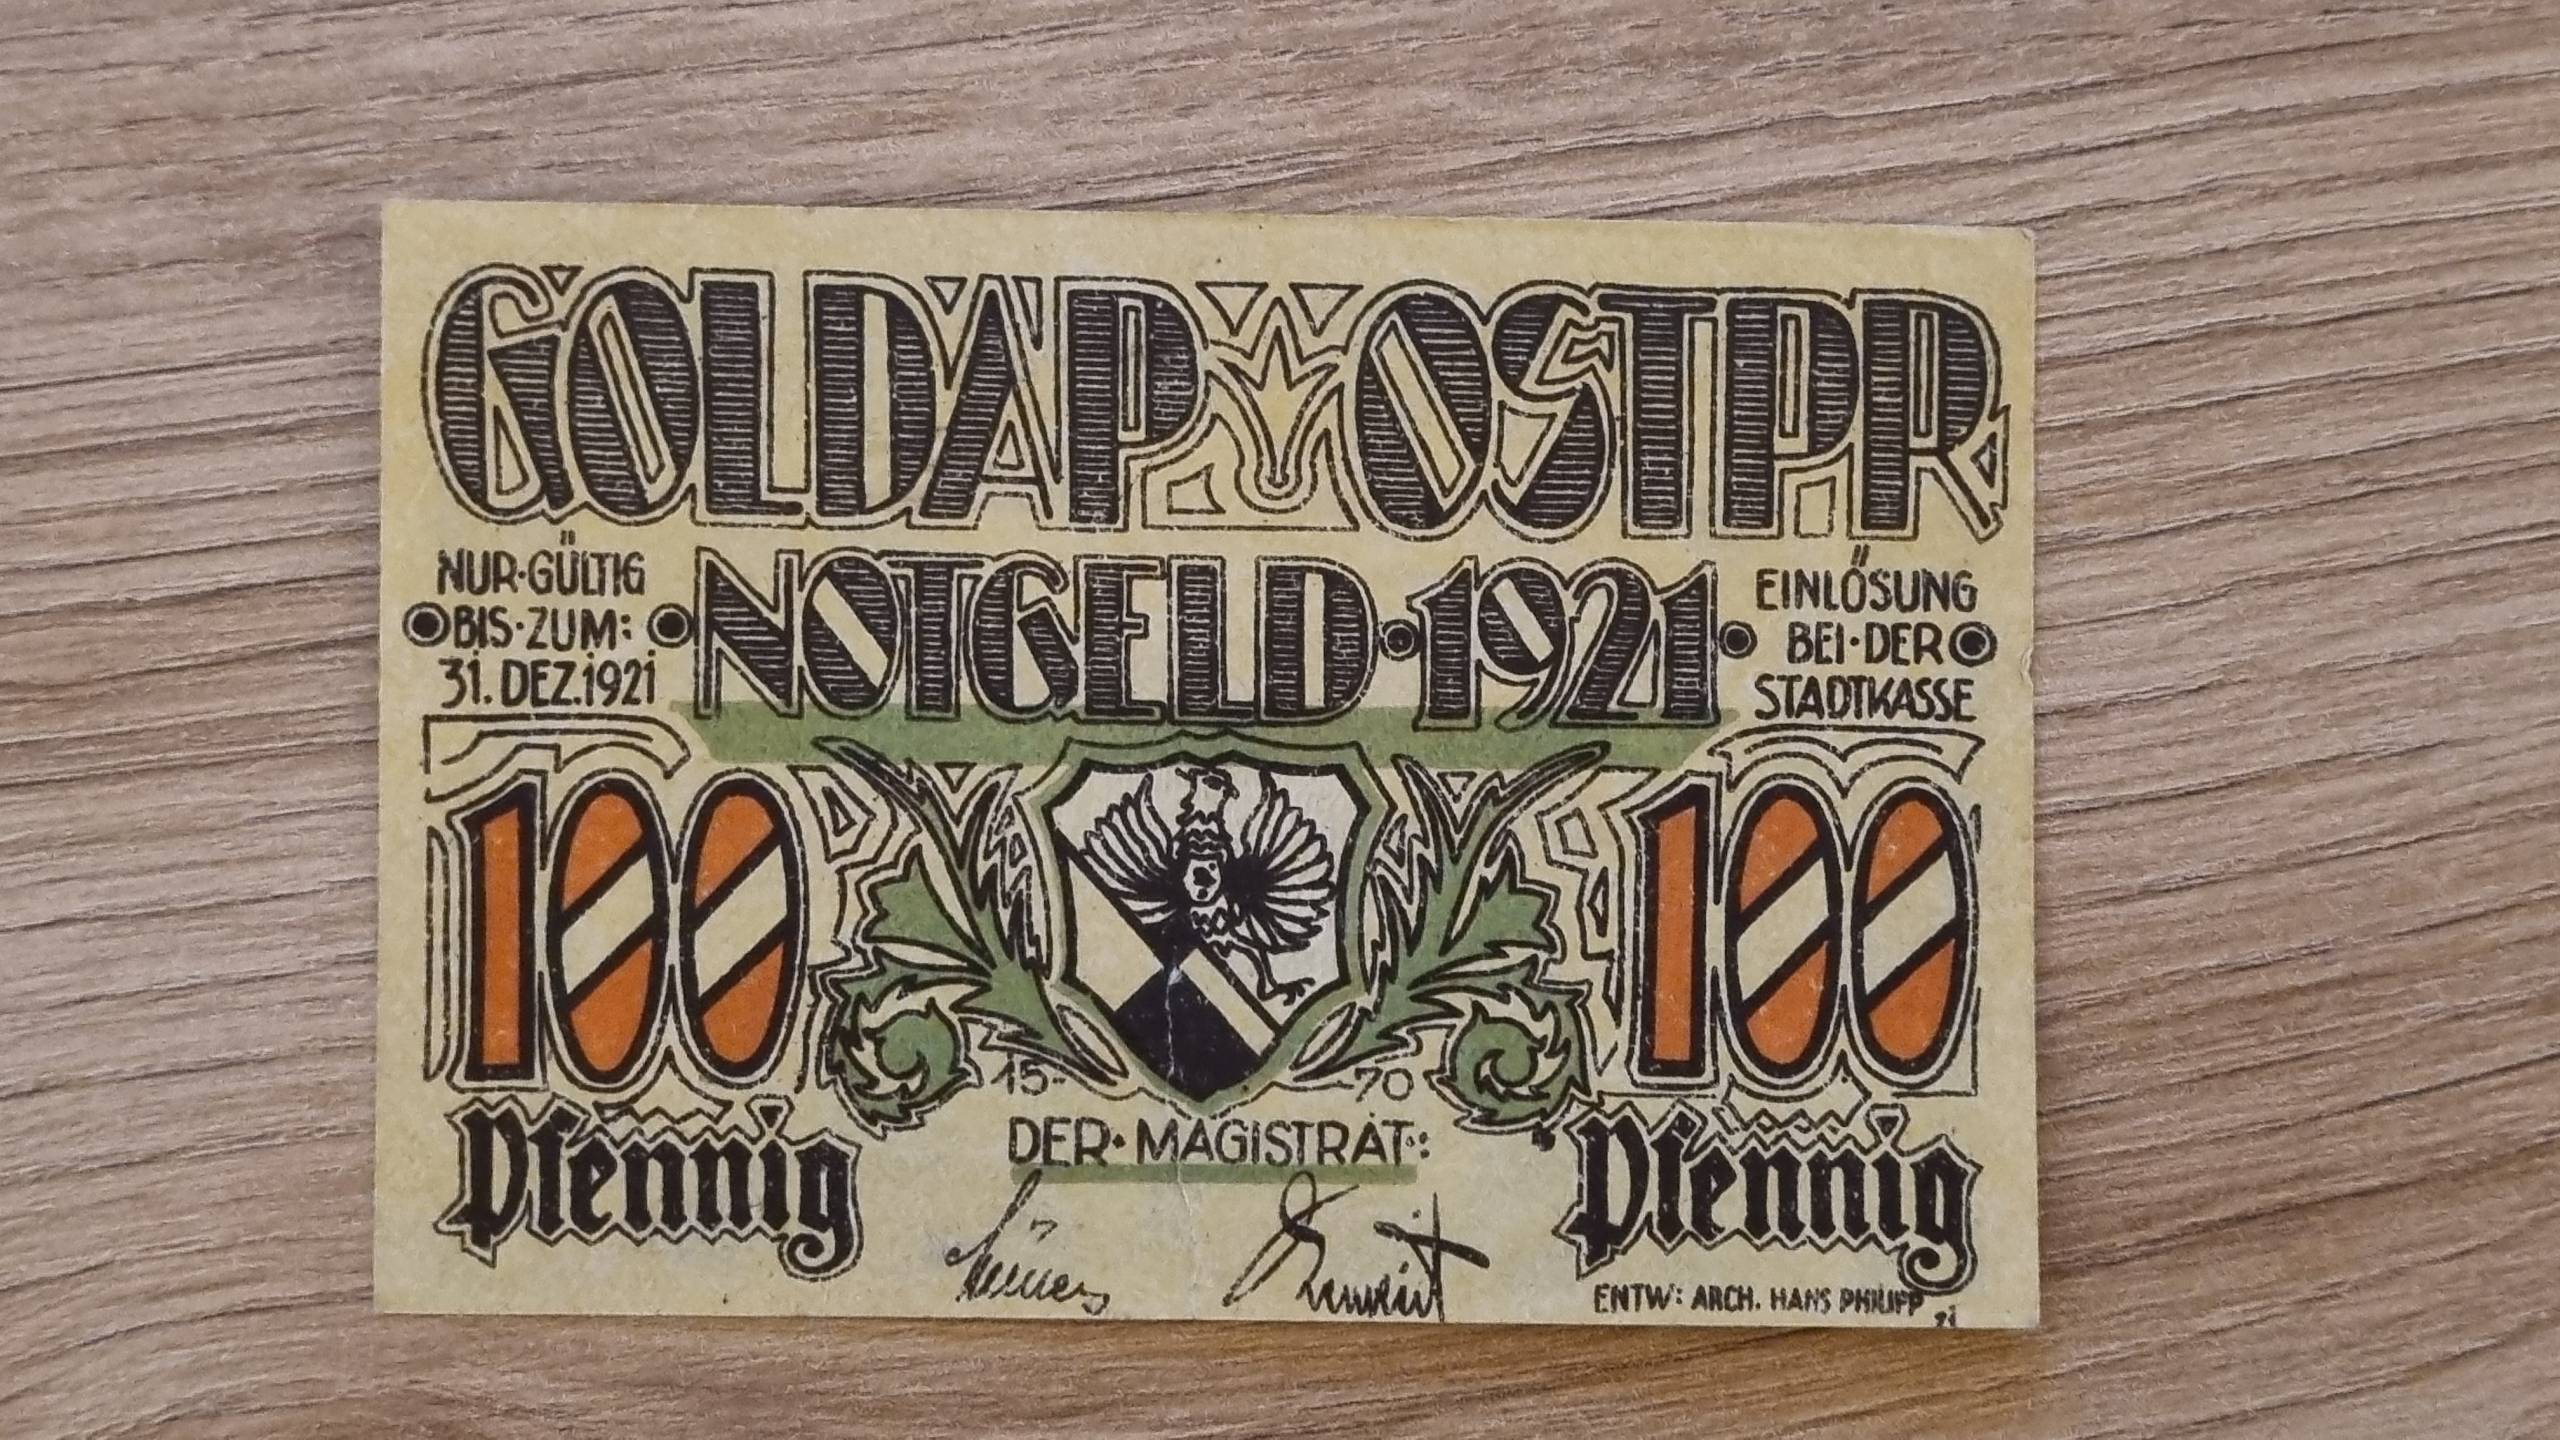 GOLDAP OSTPR
NUR·GÜLTIG
BIS·ZUM:
31. DEZ. 1921
NOTGELD·1921
EINLÖSUNG
BEI·DER
STADTKASSE
100
100
15-
-70
Pfennig
DER·MAGISTRAT:
Pfennig
ENTW: ARCH. HANS PHILIPP
21